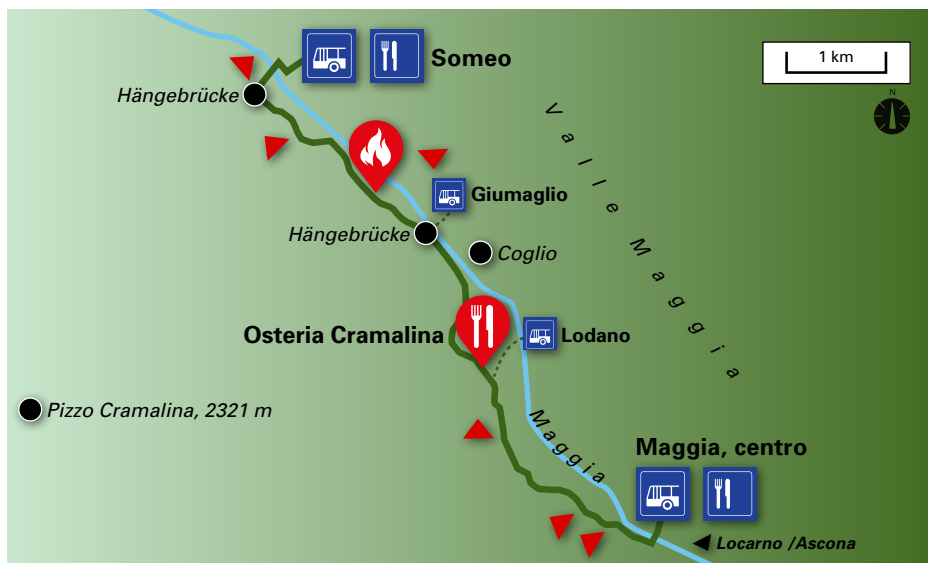 Someo
1 km
Hängebrücke
N
Valle Maggia
Giumaglio
Hängebrücke
Coglio
Osteria Cramalina
Lodano
Pizzo Cramalina, 2321 m
Maggia
Maggia, centro
Locarno /Ascona